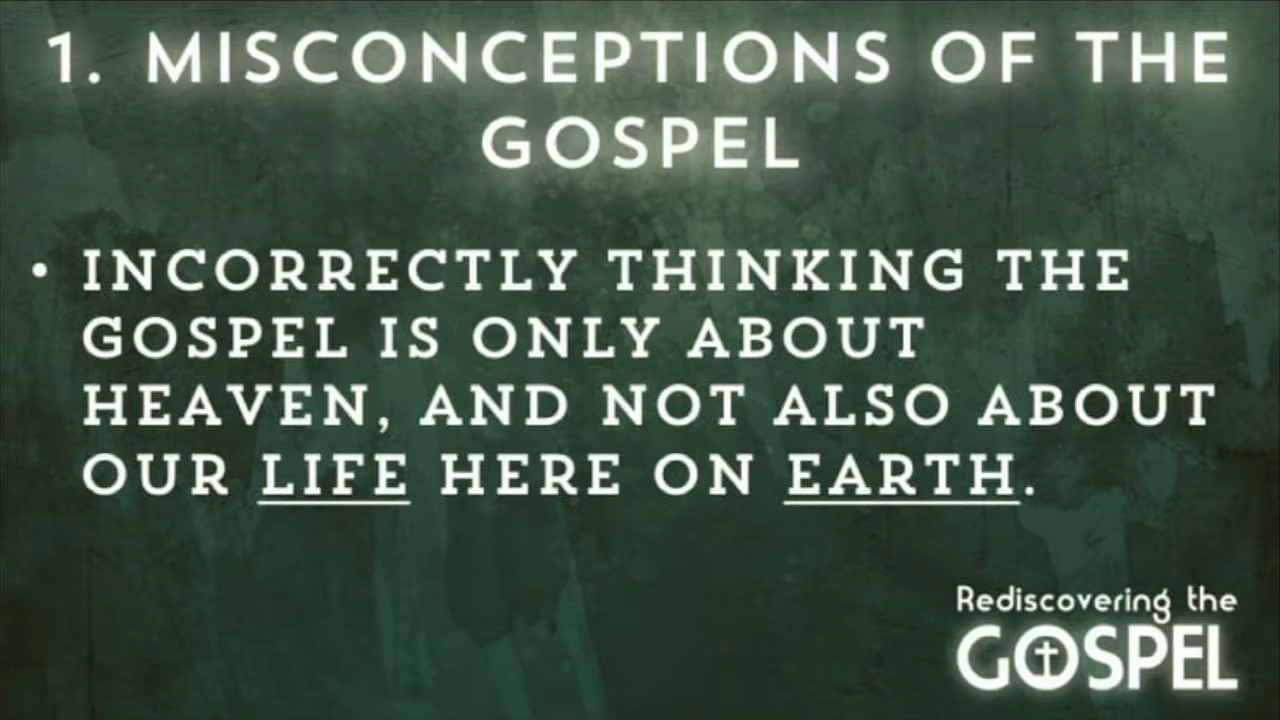 1. MISCONCEPTIONS OF THE
GOSPEL
• INCORRECTLY THINKING THE
GOSPEL IS ONLY ABOUT
HEAVEN, AND NOT ALSO ABOUT
OUR LIFE HERE ON EARTH.
Rediscovering the
GOSPEL